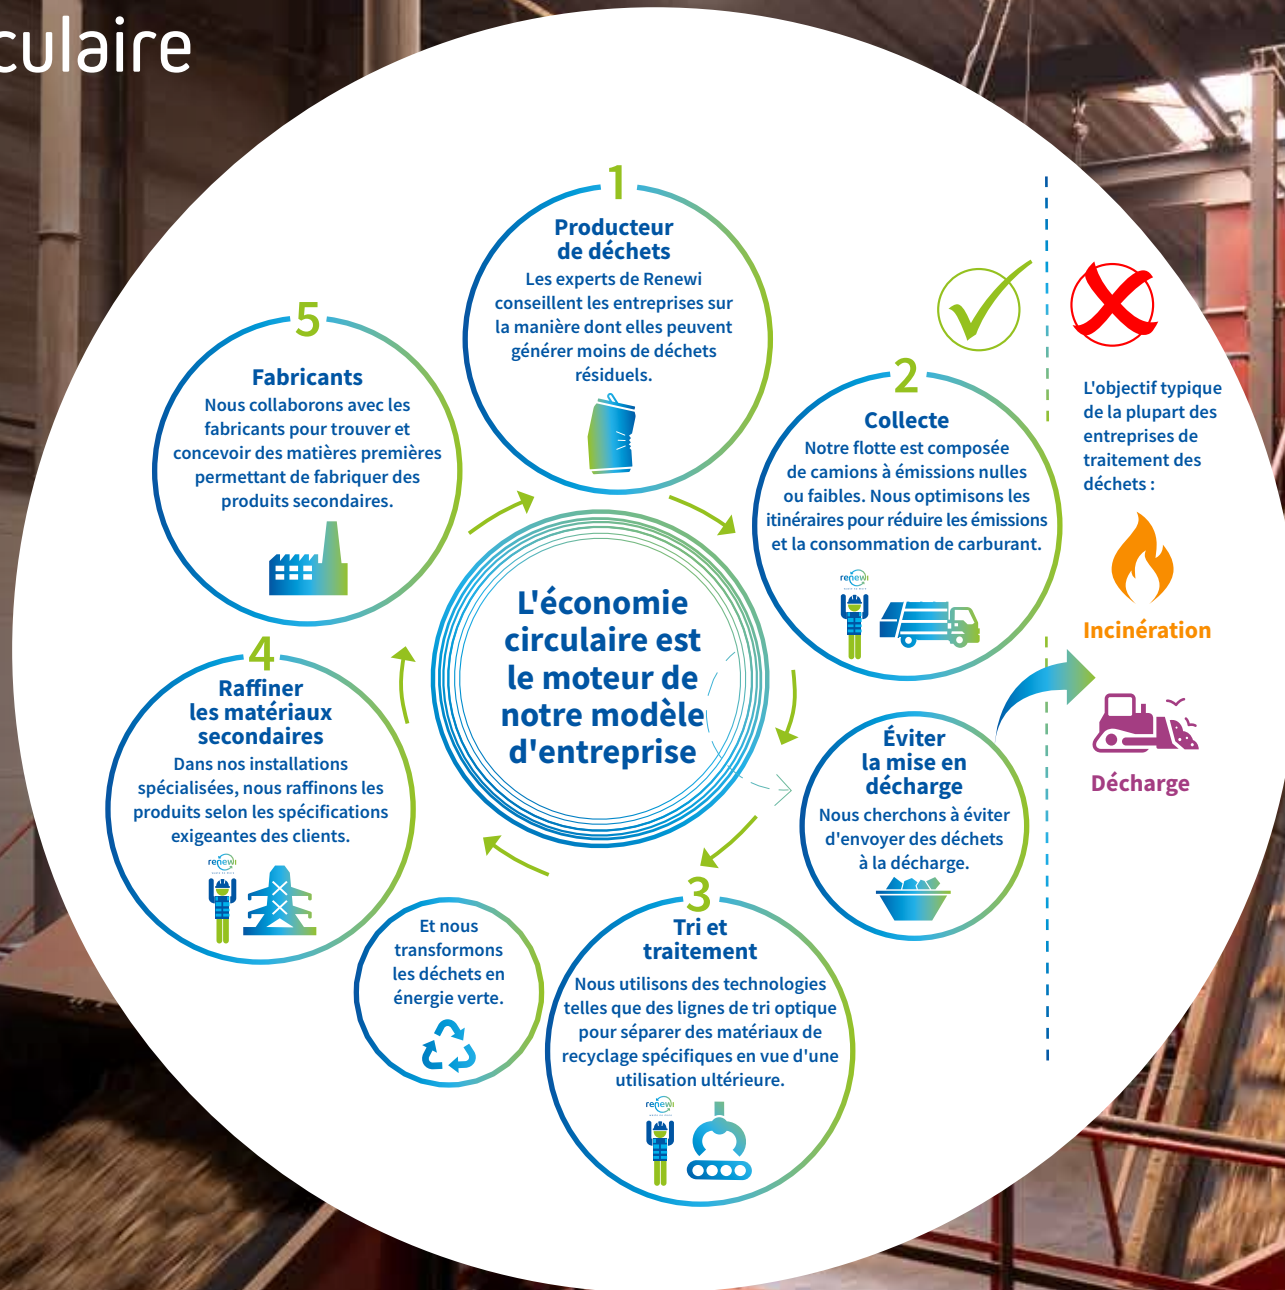 culaire
1
Producteur
de déchets
Les experts de Renewi
conseillent les entreprises sur
la manière dont elles peuvent
générer moins de déchets
résiduels.
2
Collecte
Notre flotte est composée
de camions à émissions nulles
ou faibles. Nous optimisons les
itinéraires pour réduire les émissions
et la consommation de carburant.
renewi
L'objectif typique
de la plupart des
entreprises de
traitement des
déchets :
Incinération
Décharge
Éviter
la mise en
décharge
Nous cherchons à éviter
d'envoyer des déchets
à la décharge.
3
Tri et
traitement
Nous utilisons des technologies
telles que des lignes de tri optique
pour séparer des matériaux de
recyclage spécifiques en vue d'une
utilisation ultérieure.
renewi
Et nous
transformons
les déchets en
énergie verte.
4
Raffiner
les matériaux
secondaires
Dans nos installations
spécialisées, nous raffinons les
produits selon les spécifications
exigeantes des clients.
renewi
5
Fabricants
Nous collaborons avec les
fabricants pour trouver et
concevoir des matières premières
permettant de fabriquer des
produits secondaires.
L'économie
circulaire est
le moteur de
notre modèle
d'entreprise